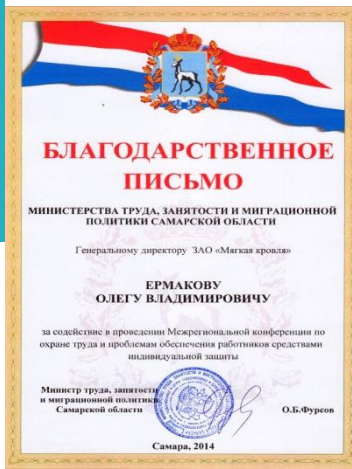 БЛАГОДАРСТВЕННОЕ
ПИСЬМО
МИНИСТЕРСТВА ТРУДА, ЗАНЯТОСТИ И МИГРАЦИОННОЙ
ПОЛИТИКИ САМАРСКОЙ ОБЛАСТИ
Генеральному директору ЗАО «Мягкая кровля»
ЕРМАКОВУ
ОЛЕГУ ВЛАДИМИРОВИЧУ
за содействие в проведении Межрегиональной конференции по
охране труда и проблемам обеспечения работников средствами
индивидуальной защиты
Министр труда, занятости
и миграционной политики
Самарской области
О.Б.Фурсов
Самара, 2014